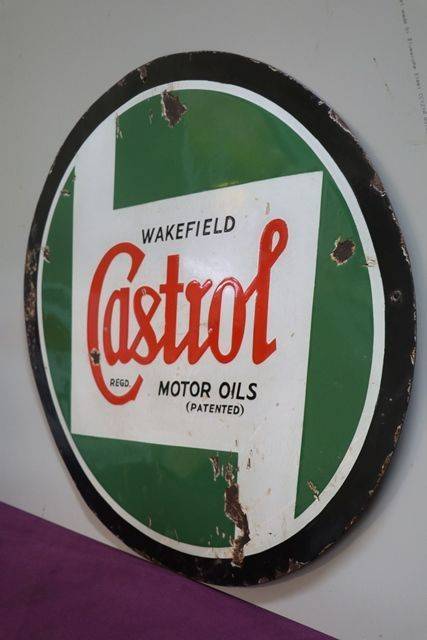 WAKEFIELD
Castrol
REGD.
MOTOR OILS
(PATENTED)